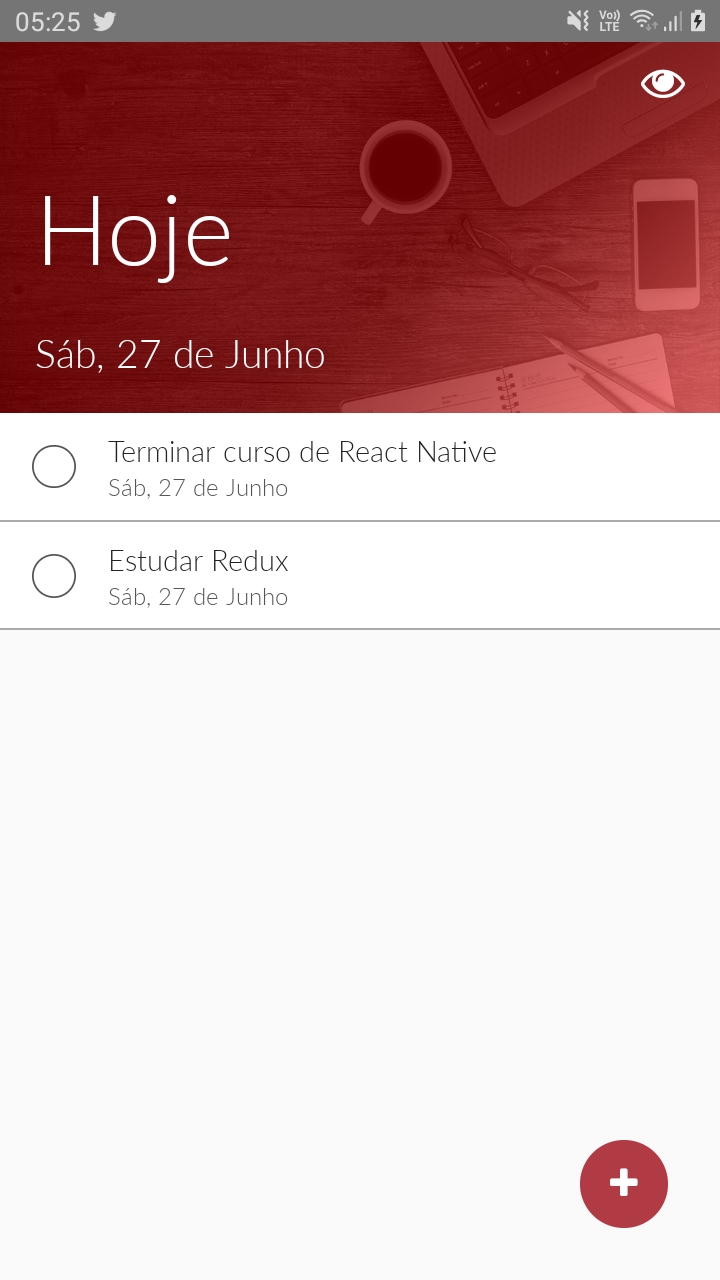 05:25
Vo))
LTE
Hoje
Sáb, 27 de Junho
Terminar curso de React Native
Sáb, 27 de Junho
Estudar Redux
Sáb, 27 de Junho